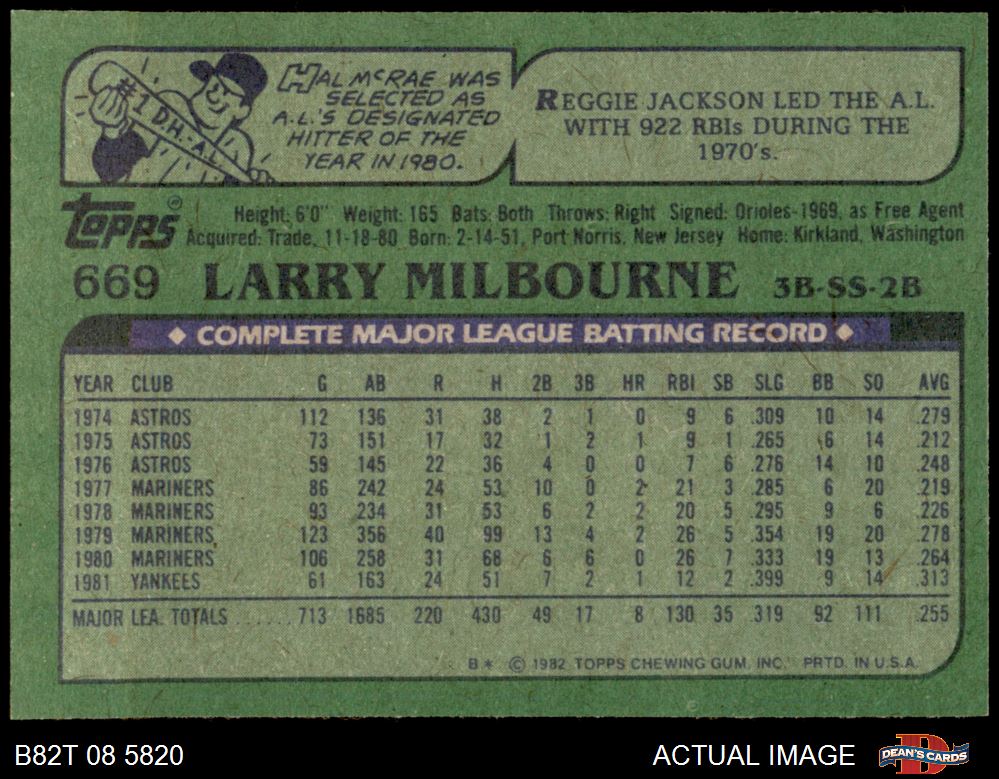 #1 D.H.-A.L.
HAL McRAE WAS
SELECTED AS
A.L.'S DESIGNATED
HITTER OF THE
YEAR IN 1980.
REGGIE JACKSON LED THE A.L.
WITH 922 RBIs DURING THE
1970's.
TOPPS®
Height: 6'0" Weight: 165 Bats: Both Throws: Right Signed: Orioles-1969, as Free Agent
Acquired: Trade, 11-18-80 Born: 2-14-51, Port Norris, New Jersey Home: Kirkland, Washington
669 LARRY MILBOURNE 3B-SS-2B
◆ COMPLETE MAJOR LEAGUE BATTING RECORD ◆
YEAR CLUB G AB R H 2B 3B HR RBI SB SLG BB SO AVG
1974 ASTROS 112 136 31 38 2 1 0 9 6 .309 10 14 .279
1975 ASTROS 73 151 17 32 1 2 1 9 1 .265 6 14 .212
1976 ASTROS 59 145 22 36 4 0 0 7 6 .276 14 10 .248
1977 MARINERS 86 242 24 53 10 0 2 21 3 .285 6 20 .219
1978 MARINERS 93 234 31 53 6 2 2 20 5 .295 9 6 .226
1979 MARINERS 123 356 40 99 13 4 2 26 5 .354 19 20 .278
1980 MARINERS 106 258 31 68 6 6 0 26 7 .333 19 13 .264
1981 YANKEES 61 163 24 51 7 2 1 12 2 .399 9 14 .313
MAJOR LEA. TOTALS ...... 713 1685 220 430 49 17 8 130 35 .319 92 111 .255
B* © 1982 TOPPS CHEWING GUM, INC. PRTD. IN U.S.A.
B82T 08 5820 ACTUAL IMAGE DEAN'S CARDS